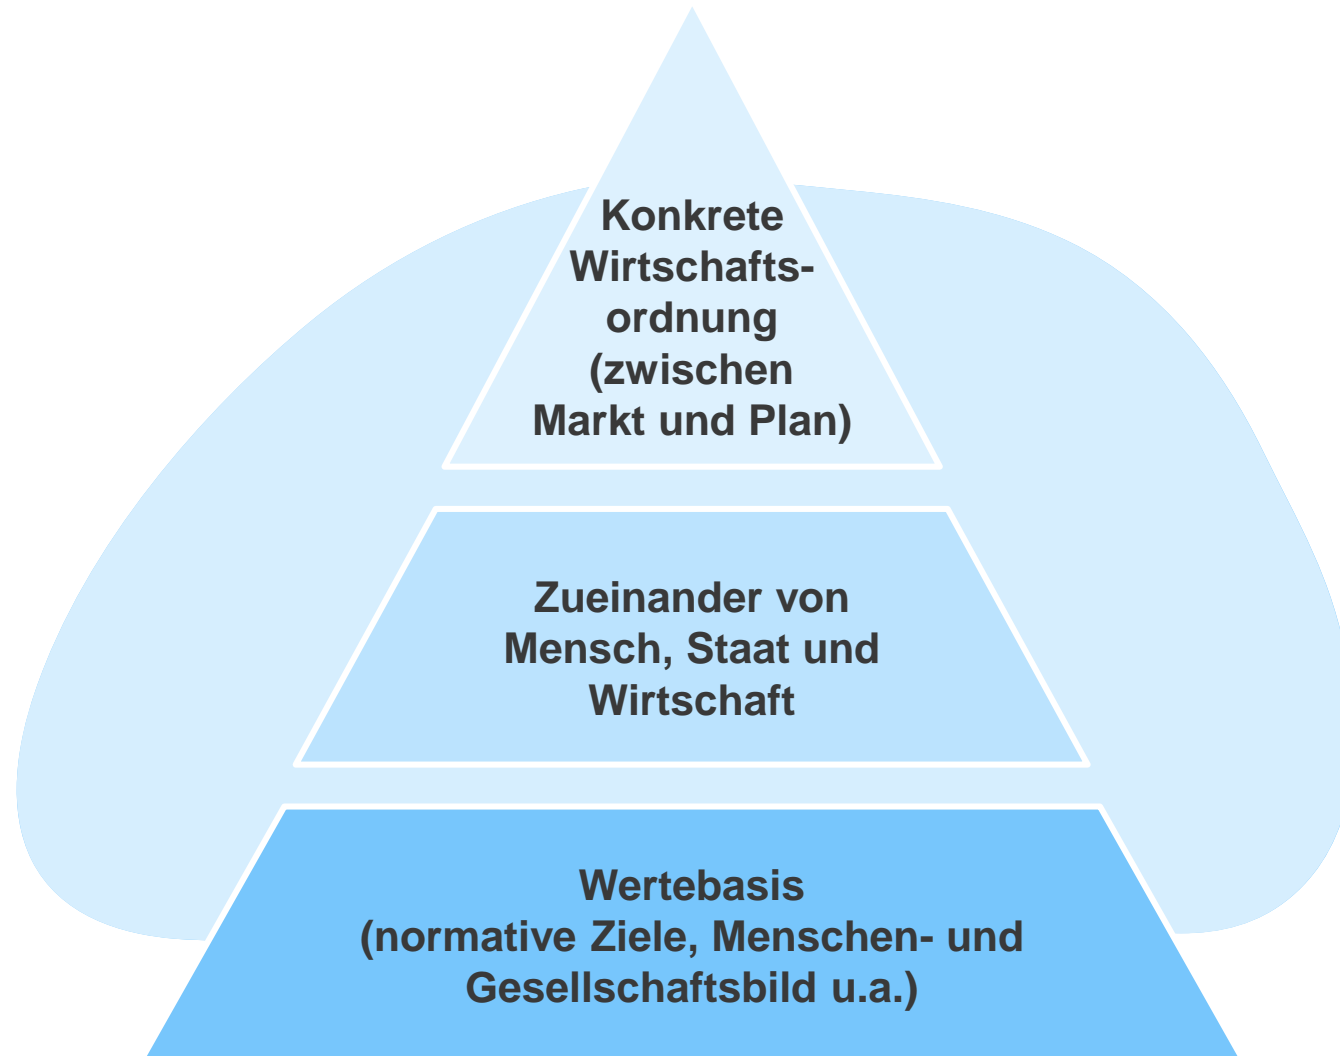 Konkrete
Wirtschafts-
ordnung
(zwischen
Markt und Plan)
Zueinander von
Mensch, Staat und
Wirtschaft
Wertebasis
(normative Ziele, Menschen- und
Gesellschaftsbild u.a.)